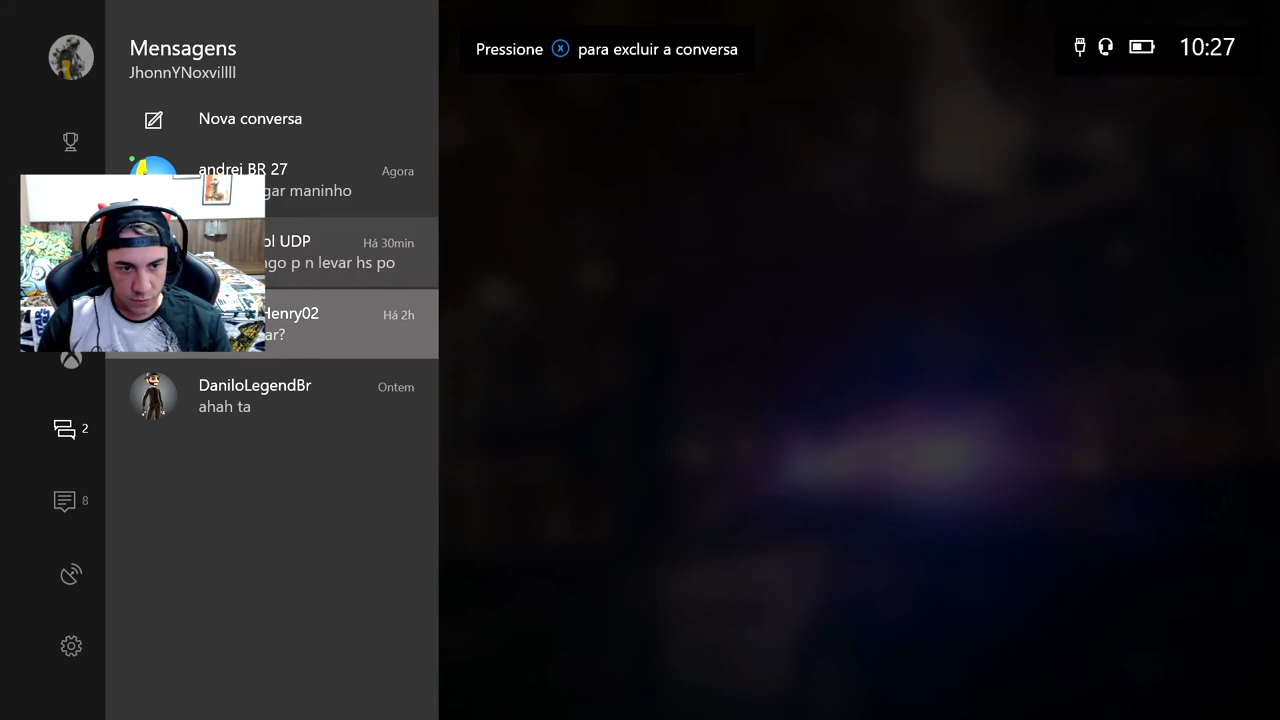 Mensagens
JhonnYNoxvillll
Pressione X para excluir a conversa
10:27
Nova conversa
andrei BR 27
Agora
gar maninho
ol UDP
Há 30min
ngo p n levar hs po
Henry02
Há 2h
ar?
DaniloLegendBr
Ontem
ahah ta
2
8